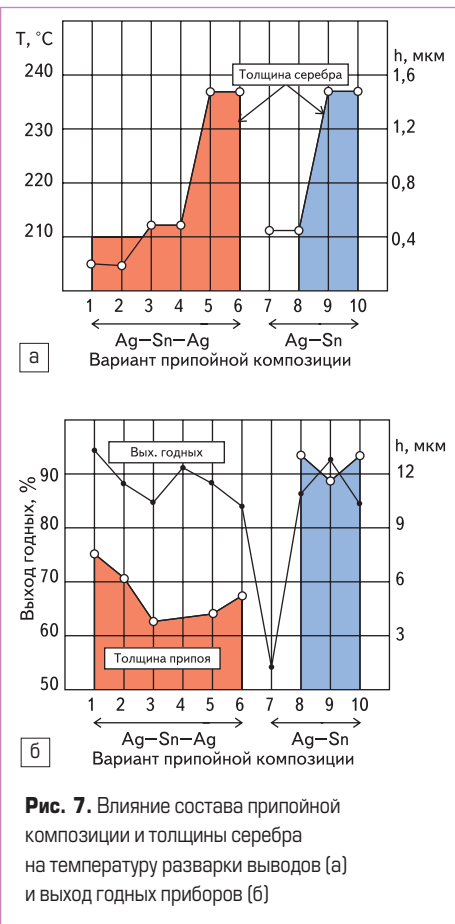 T, °C
h, мкм
240
1,6
Толщина серебра
230
1,2
220
0,8
210
0,4
1 2 3 4 5 6 7 8 9 10
Ag—Sn—Ag Ag—Sn
Вариант припойной композиции
а
Вых. годных
h, мкм
90
12
80
9
70
6
60
3
50
Выход годных, %
Толщина припоя
1 2 3 4 5 6 7 8 9 10
Ag—Sn—Ag Ag—Sn
Вариант припойной композиции
б
Рис. 7. Влияние состава припойной
композиции и толщины серебра
на температуру разварки выводов (а)
и выход годных приборов (б)